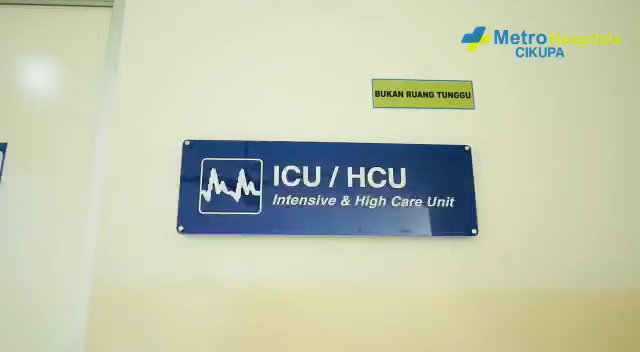 Metro Hospitals
CIKUPA
BUKAN RUANG TUNGGU
ICU / HCU
Intensive & High Care Unit